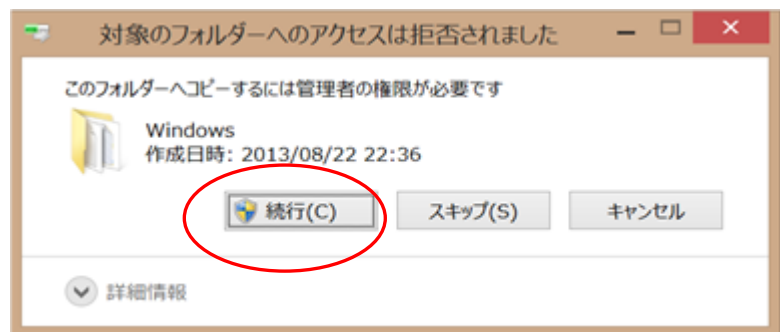 対象のフォルダーへのアクセスは拒否されました
このフォルダーへコピーするには管理者の権限が必要です
Windows
作成日時: 2013/08/22 22:36
続行(C) スキップ(S) キャンセル
詳細情報